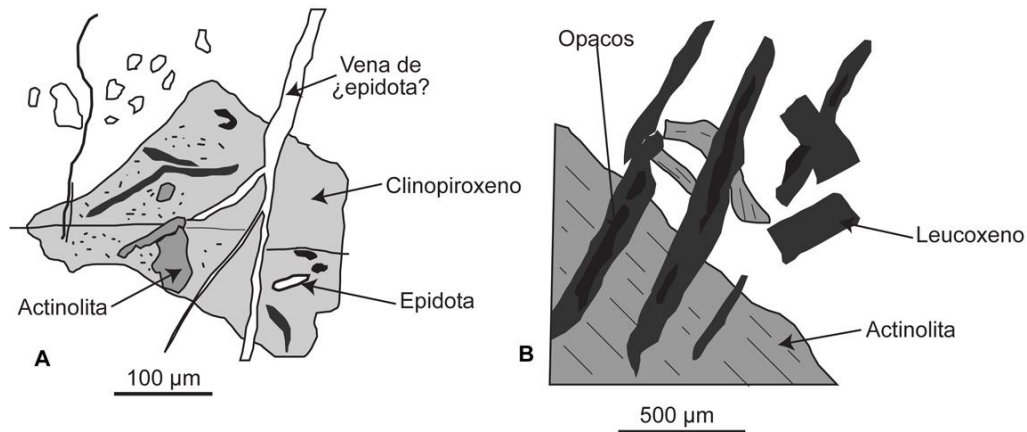 Vena de
¿epidota?
Clinopiroxeno
Actinolita
Epidota
A
100 µm
Opacos
Leucoxeno
Actinolita
B
500 µm